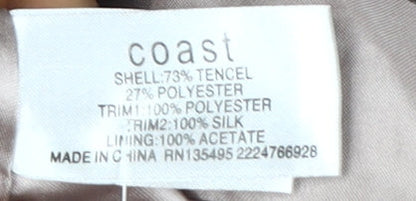 coast
SHELL:73% TENCEL
27% POLYESTER
TRIM1:100% POLYESTER
TRIM2:100% SILK
LINING:100% ACETATE
MADE IN CHINA RN135495 2224766928